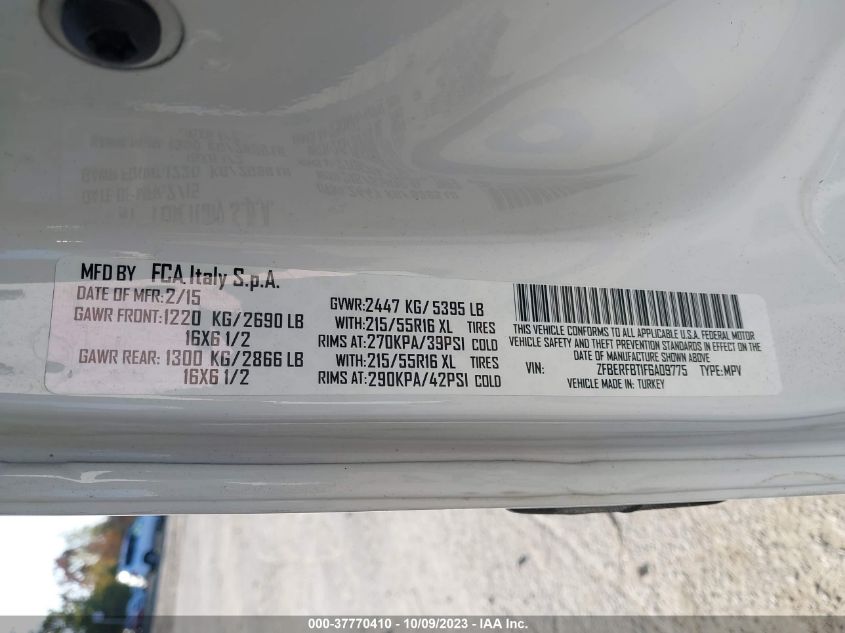 MFD BY FCA Italy S.p.A.
DATE OF MFR: 2/15
GAWR FRONT: 1220 KG/2690 LB
16X6 1/2
GAWR REAR: 1300 KG/2866 LB
16X6 1/2
GVWR: 2447 KG/ 5395 LB
WITH: 215/55R16 XL TIRES
RIMS AT: 270KPA/39PSI COLD
WITH: 215/55R16 XL TIRES
RIMS AT: 290KPA/42PSI COLD
THIS VEHICLE CONFORMS TO ALL APPLICABLE U.S.A. FEDERAL MOTOR
VEHICLE SAFETY AND THEFT PREVENTION STANDARDS IN EFFECT ON THE
DATE OF MANUFACTURE SHOWN ABOVE
VIN: ZFBERFBT1F6A09775 TYPE: MPV
VEHICLE MADE IN: TURKEY
000-37770410 - 10/09/2023 - IAA Inc.